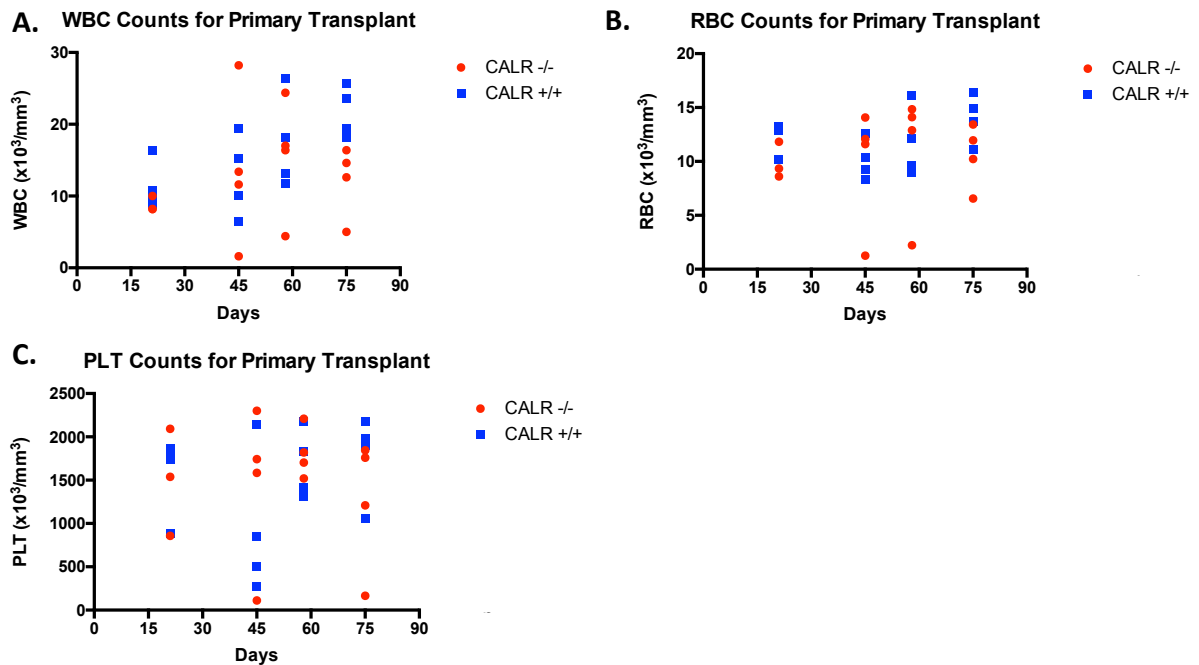 A.
WBC Counts for Primary Transplant
WBC (x10³/mm³)
30
20
10
0
0 15 30 45 60 75 90
Days
CALR -/-
CALR +/+
B.
RBC Counts for Primary Transplant
RBC (x10³/mm³)
20
15
10
5
0
0 15 30 45 60 75 90
Days
CALR -/-
CALR +/+
C.
PLT Counts for Primary Transplant
PLT (x10³/mm³)
2500
2000
1500
1000
500
0
0 15 30 45 60 75 90
Days
CALR -/-
CALR +/+